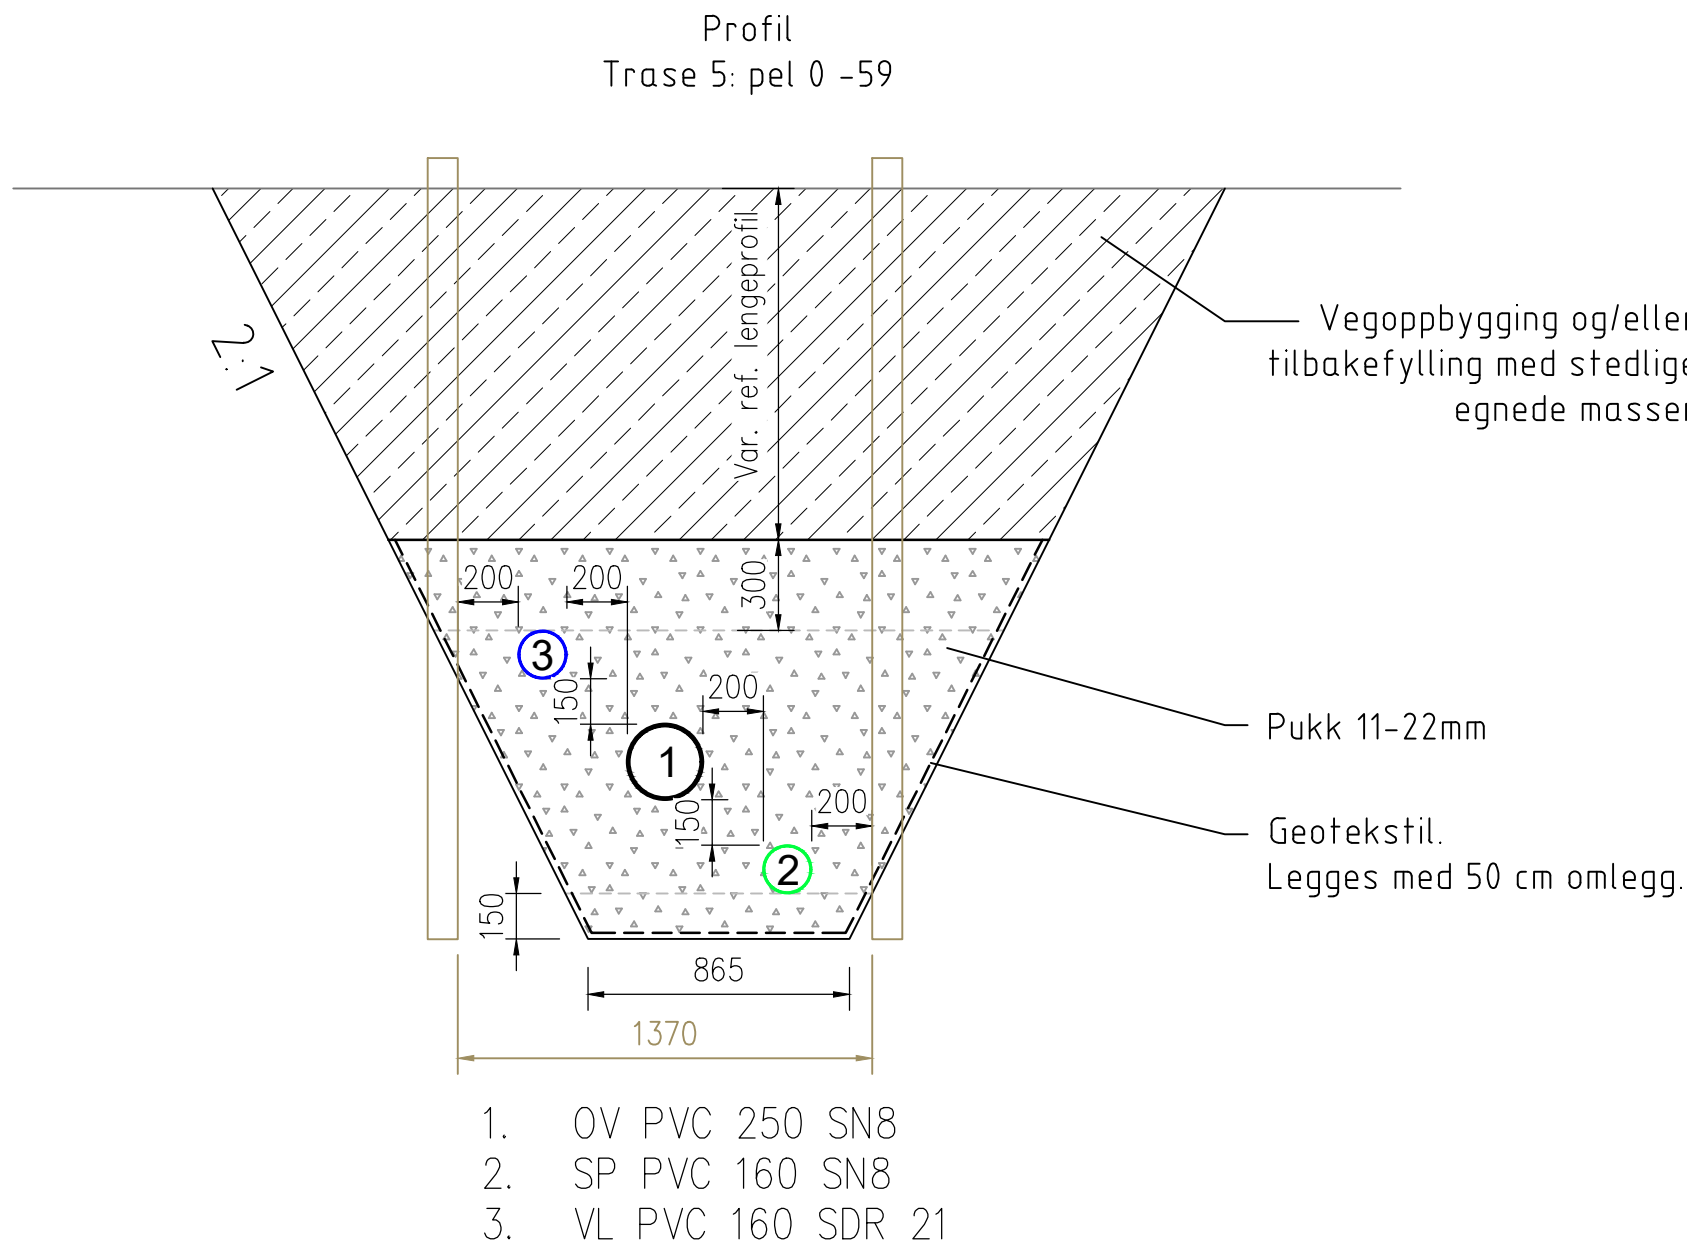 Profil
Trase 5: pel 0 -59
2:1
Var. ref. lengeprofil
Vegoppbygging og/eller
tilbakefylling med stedlige
egnede masser
200
200
300
3
150
200
1
Pukk 11-22mm
150
200
2
Geotekstil.
Legges med 50 cm omlegg.
150
865
1370
1. OV PVC 250 SN8
2. SP PVC 160 SN8
3. VL PVC 160 SDR 21